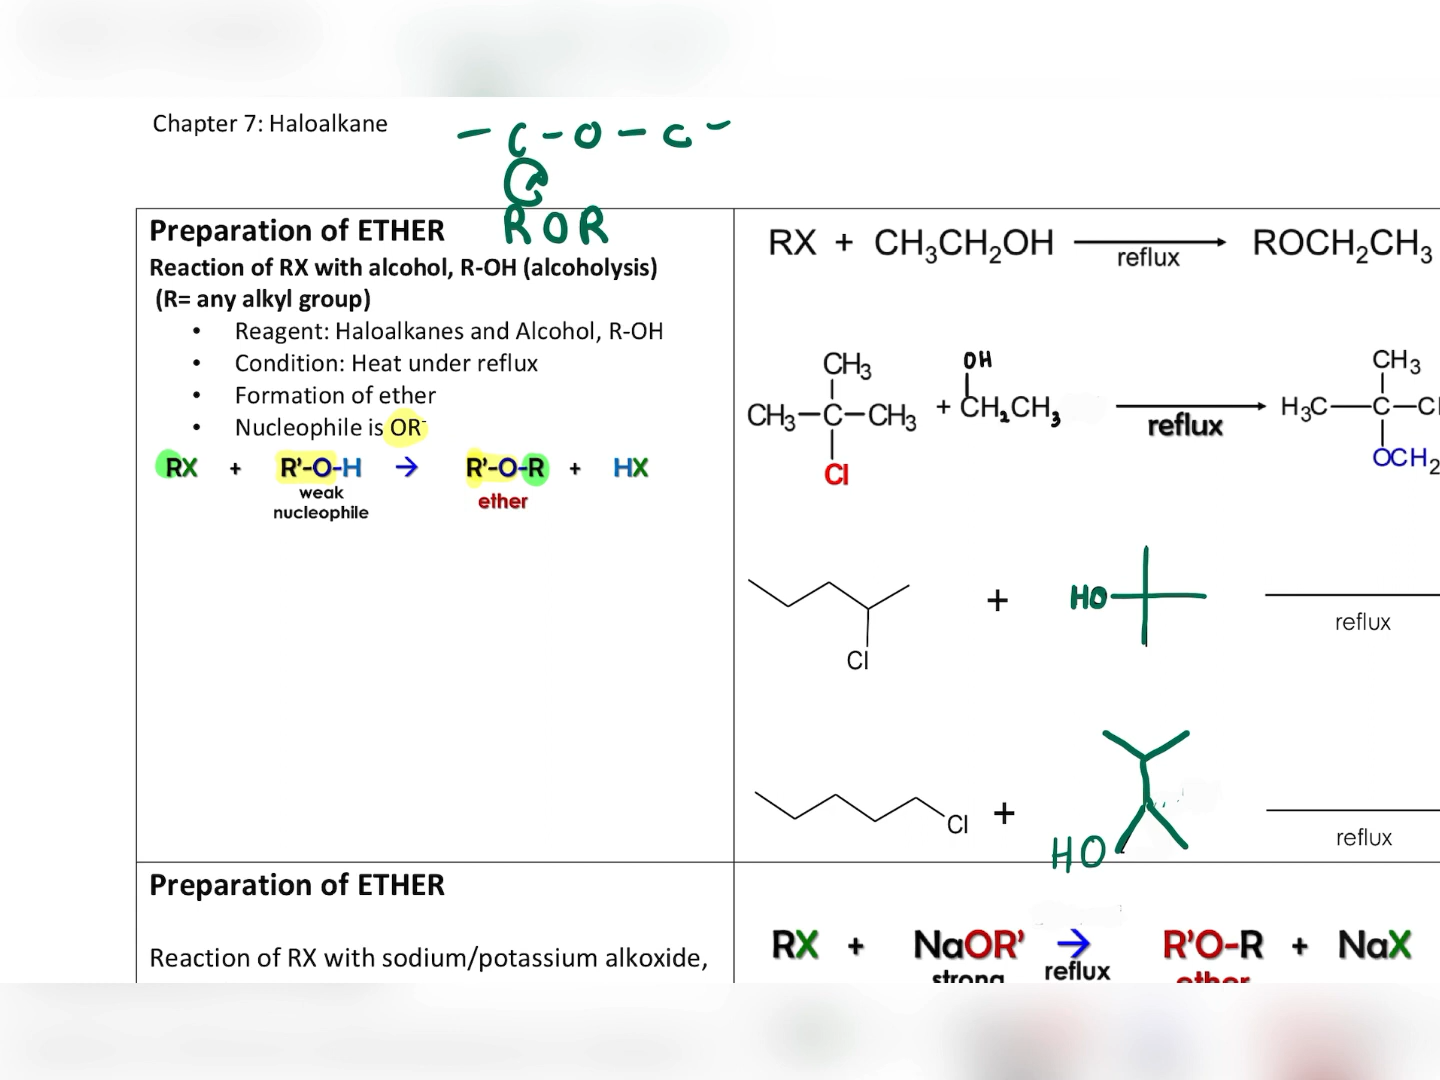 Chapter 7: Haloalkane
– C – O – C –
R O R
Preparation of ETHER
Reaction of RX with alcohol, R-OH (alcoholysis)
(R= any alkyl group)
• Reagent: Haloalkanes and Alcohol, R-OH
• Condition: Heat under reflux
• Formation of ether
• Nucleophile is OR⁻
RX + R'-O-H → R'-O-R + HX
weak
nucleophile
ether
RX + CH₃CH₂OH ROCH₂CH₃
reflux
CH₃ OH CH₃
CH₃–C–CH₃ + CH₂CH₃ H₃C–C–
reflux
Cl OCH₂
+ HO
reflux
Cl
Cl +
HO reflux
Preparation of ETHER
Reaction of RX with sodium/potassium alkoxide,
RX + NaOR' → R'O-R + NaX
strong reflux ether